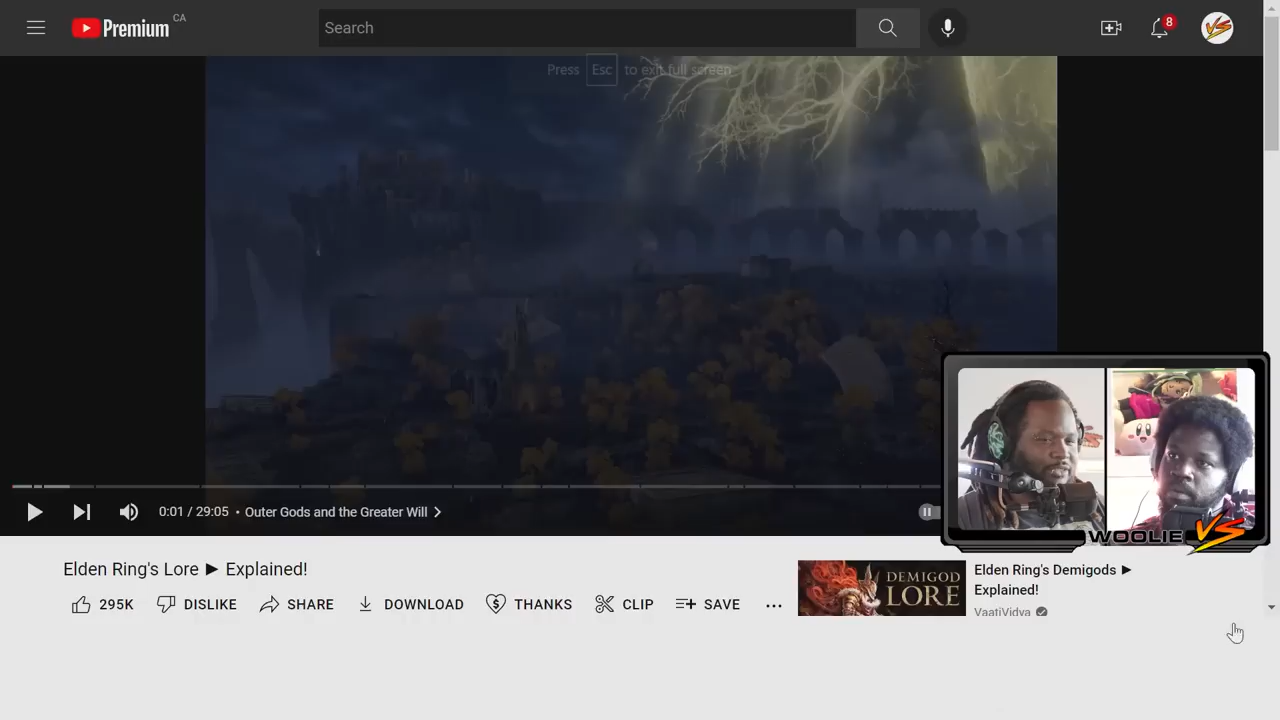 Premium CA
Search
8
Press Esc to exit full screen
0:01 / 29:05 • Outer Gods and the Greater Will
WOOLIE VS
Elden Ring's Lore ► Explained!
295K DISLIKE SHARE DOWNLOAD THANKS CLIP SAVE
DEMIGOD
LORE
Elden Ring's Demigods ►
Explained!
VaatiVidya